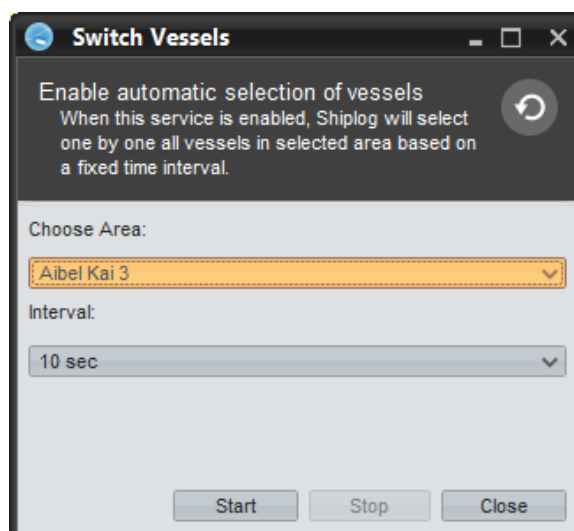 Switch Vessels
Enable automatic selection of vessels
When this service is enabled, Shiplog will select
one by one all vessels in selected area based on
a fixed time interval.
Choose Area:
Aibel Kai 3
Interval:
10 sec
Start Stop Close